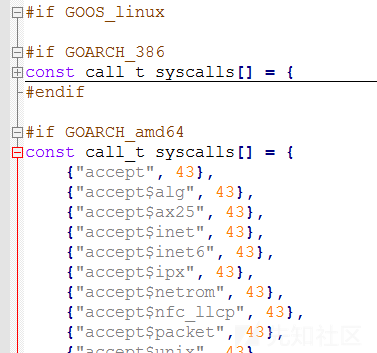 #if GOOS_linux
#if GOARCH_386
const call_t syscalls[] = {
#endif
#if GOARCH_amd64
const call_t syscalls[] = {
{"accept", 43},
{"accept$alg", 43},
{"accept$ax25", 43},
{"accept$inet", 43},
{"accept$inet6", 43},
{"accept$ipx", 43},
{"accept$netrom", 43},
{"accept$nfc_llcp", 43},
{"accept$packet", 43},
{"accept$unix", 43},